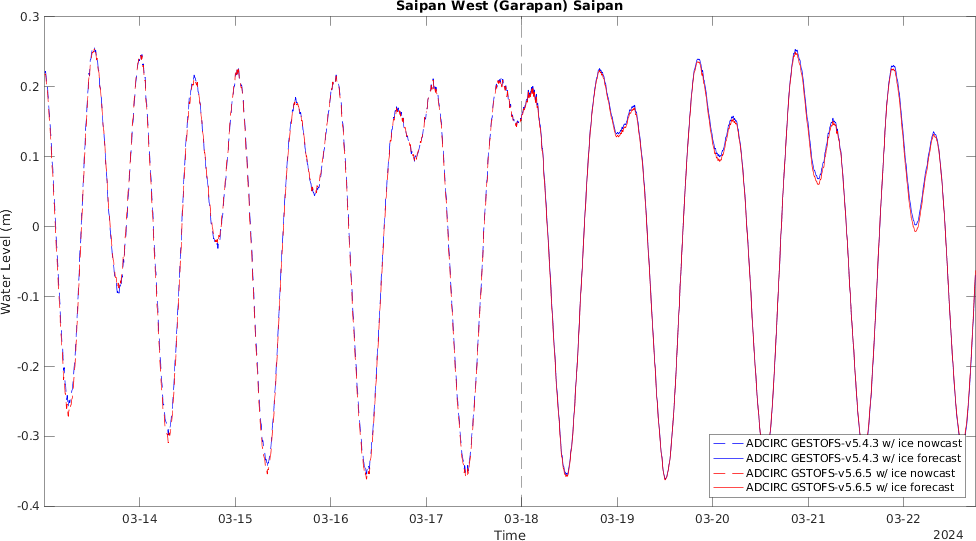 Saipan West (Garapan) Saipan
0.3
0.2
0.1
0
-0.1
-0.2
-0.3
-0.4
Water Level (m)
ADCIRC GESTOFS-v5.4.3 w/ ice nowcast
ADCIRC GESTOFS-v5.4.3 w/ ice forecast
ADCIRC GSTOFS-v5.6.5 w/ ice nowcast
ADCIRC GSTOFS-v5.6.5 w/ ice forecast
03-14 03-15 03-16 03-17 03-18 03-19 03-20 03-21 03-22
Time
2024